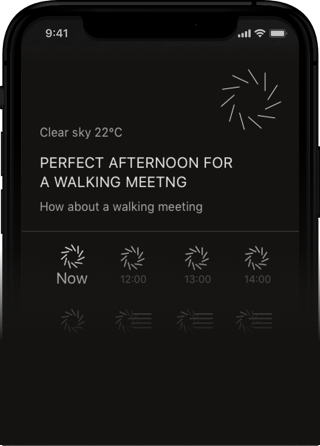 9:41
Clear sky 22°C
PERFECT AFTERNOON FOR
A WALKING MEETNG
How about a walking meeting
Now 12:00 13:00 14:00